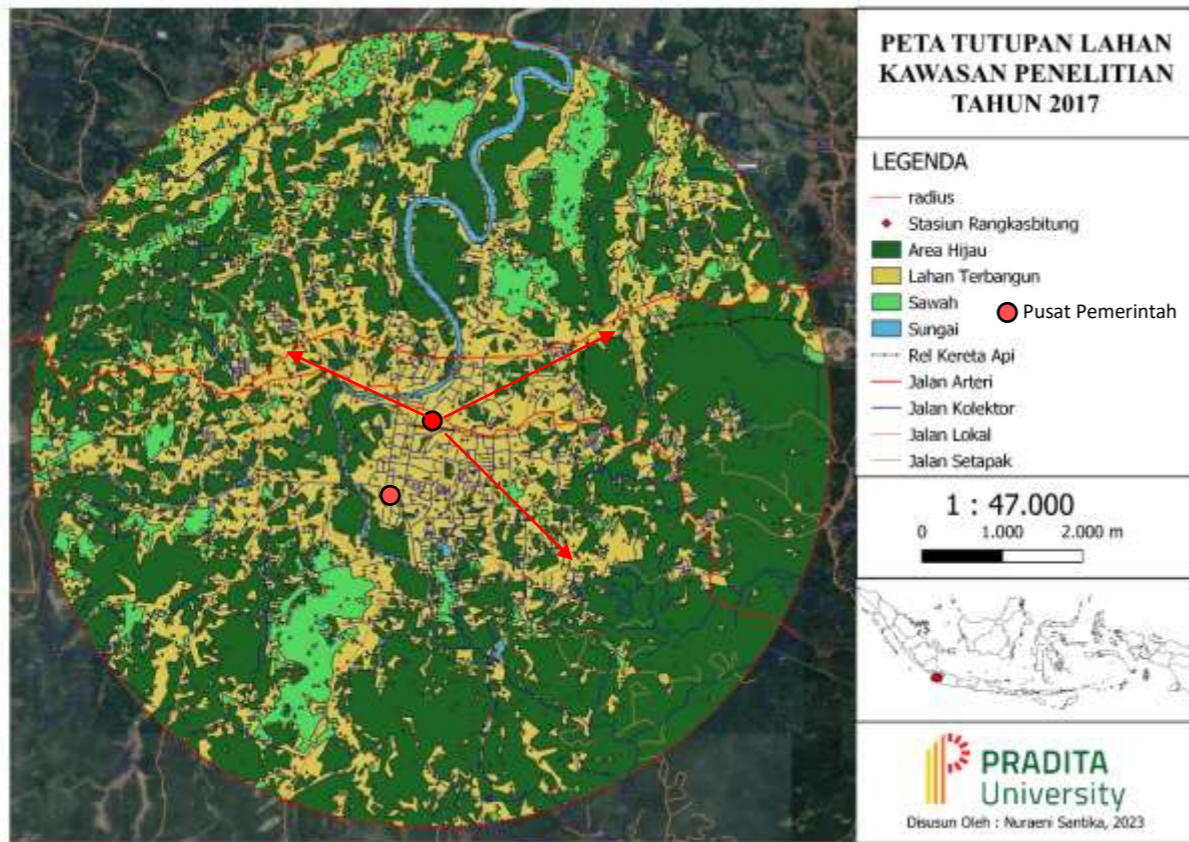 PETA TUTUPAN LAHAN
KAWASAN PENELITIAN
TAHUN 2017
LEGENDA
radius
Stasiun Rangkasbitung
Area Hijau
Lahan Terbangun
Sawah
Pusat Pemerintah
Sungai
Rel Kereta Api
Jalan Arteri
Jalan Kolektor
Jalan Lokal
Jalan Setapak
1 : 47.000
0 1.000 2.000 m
PRADITA
University
Disusun Oleh : Nuraeni Santika, 2023